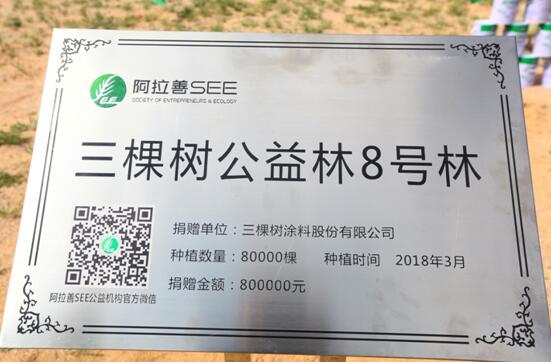 阿拉善SEE
SOCIETY OF ENTREPRENEURS & ECOLOGY
三棵树公益林8号林
捐赠单位：三棵树涂料股份有限公司
种植数量：80000棵 种植时间 2018年3月
捐赠金额：800000元
阿拉善SEE公益机构官方微信